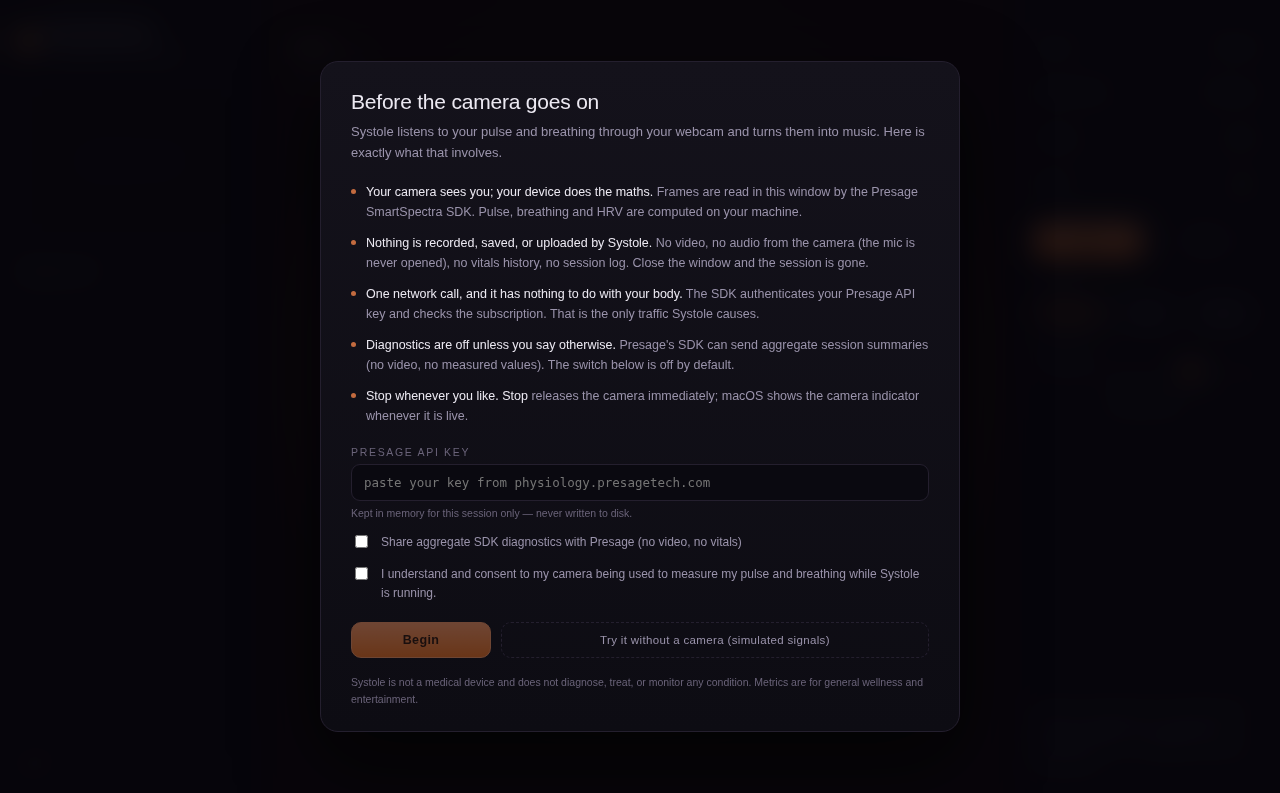 Before the camera goes on
Systole listens to your pulse and breathing through your webcam and turns them into music. Here is
exactly what that involves.
Your camera sees you; your device does the maths. Frames are read in this window by the Presage
SmartSpectra SDK. Pulse, breathing and HRV are computed on your machine.
Nothing is recorded, saved, or uploaded by Systole. No video, no audio from the camera (the mic is
never opened), no vitals history, no session log. Close the window and the session is gone.
One network call, and it has nothing to do with your body. The SDK authenticates your Presage API
key and checks the subscription. That is the only traffic Systole causes.
Diagnostics are off unless you say otherwise. Presage's SDK can send aggregate session summaries
(no video, no measured values). The switch below is off by default.
Stop whenever you like. Stop releases the camera immediately; macOS shows the camera indicator
whenever it is live.
PRESAGE API KEY
paste your key from physiology.presagetech.com
Kept in memory for this session only — never written to disk.
Share aggregate SDK diagnostics with Presage (no video, no vitals)
I understand and consent to my camera being used to measure my pulse and breathing while Systole
is running.
Begin
Try it without a camera (simulated signals)
Systole is not a medical device and does not diagnose, treat, or monitor any condition. Metrics are for general wellness and
entertainment.